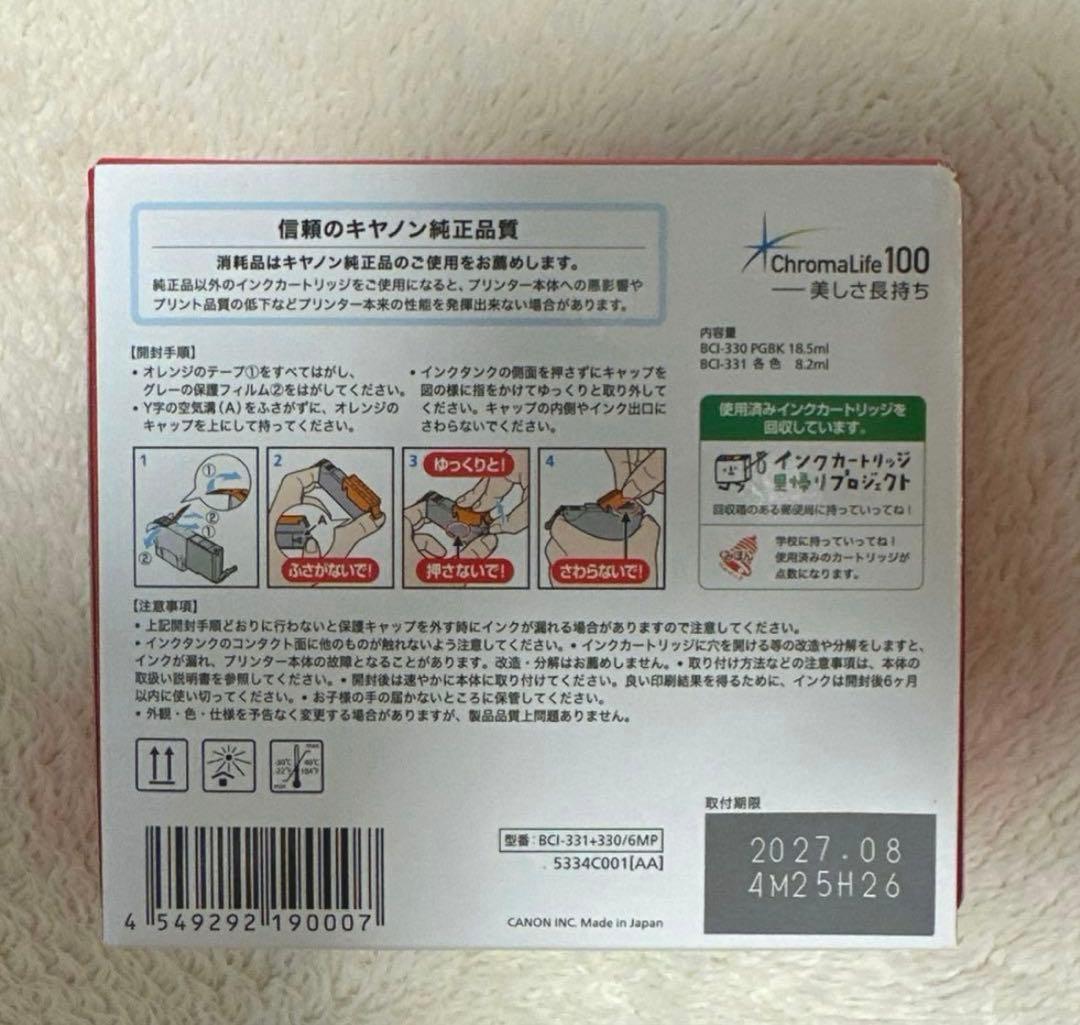 信頼のキヤノン純正品質
消耗品はキヤノン純正品のご使用をお薦めします。
純正品以外のインクカートリッジをご使用になると、プリンター本体への悪影響や
プリント品質の低下などプリンター本来の性能を発揮出来ない場合があります。
ChromaLife100
美しさ長持ち
内容量
BCI-330 PGBK 18.5ml
BCI-331 各色 8.2ml
【開封手順】
・オレンジのテープ①をすべてはがし、
グレーの保護フィルム②をはがしてください。
・Y字の空気溝(A)をふさがずに、オレンジの
キャップを上にして持ってください。
・インクタンクの側面を押さずにキャップを
図の様に指をかけてゆっくりと取り外して
ください。キャップの内側やインク出口に
さわらないでください。
1
①
②
①
②
2
A
ふさがないで!
3
ゆっくりと!
押さないで!
4
さわらないで!
使用済みインクカートリッジを
回収しています。
インクカートリッジ
里帰りプロジェクト
回収箱のある郵便局に持っていってね!
学校に持っていってね!
使用済みのカートリッジが
点数になります。
【注意事項】
・上記開封手順どおりに行わないと保護キャップを外す時にインクが漏れる場合がありますので注意してください。
・インクタンクのコンタクト面に他のものが触れないよう注意してください。・インクカートリッジに穴を開ける等の改造や分解をしますと、
インクが漏れ、プリンター本体の故障となることがあります。改造・分解はお薦めしません。・取り付け方法などの注意事項は、本体の
取扱い説明書を参照してください。・開封後は速やかに本体に取り付けてください。良い印刷結果を得るために、インクは開封後6ヶ月
以内に使い切ってください。・お子様の手の届かないところに保管してください。
・外観・色・仕様を予告なく変更する場合がありますが、製品品質上問題ありません。
max
-30℃
-22°F
40℃
104°F
min
取付期限
2027.08
4M25H26
型番:BCI-331+330/6MP
5334C001[AA]
4 549292 190007
CANON INC. Made in Japan